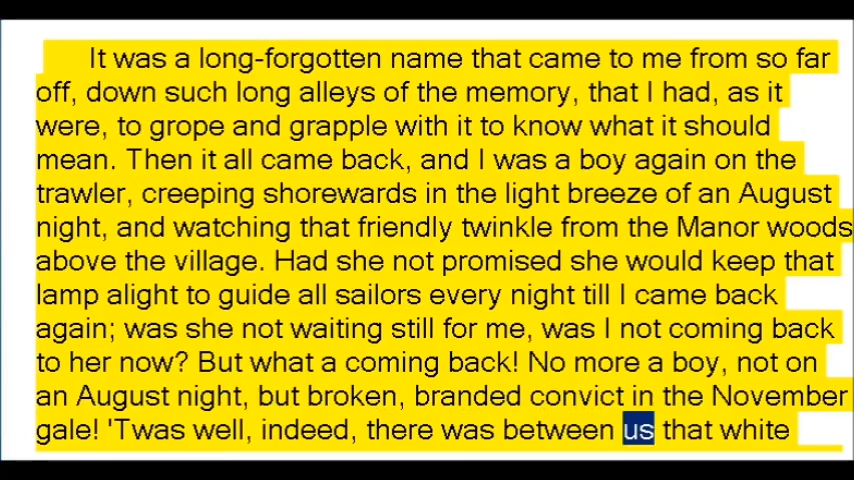 It was a long-forgotten name that came to me from so far
off, down such long alleys of the memory, that I had, as it
were, to grope and grapple with it to know what it should
mean. Then it all came back, and I was a boy again on the
trawler, creeping shorewards in the light breeze of an August
night, and watching that friendly twinkle from the Manor woods
above the village. Had she not promised she would keep that
lamp alight to guide all sailors every night till I came back
again; was she not waiting still for me, was I not coming back
to her now? But what a coming back! No more a boy, not on
an August night, but broken, branded convict in the November
gale! 'Twas well, indeed, there was between us that white